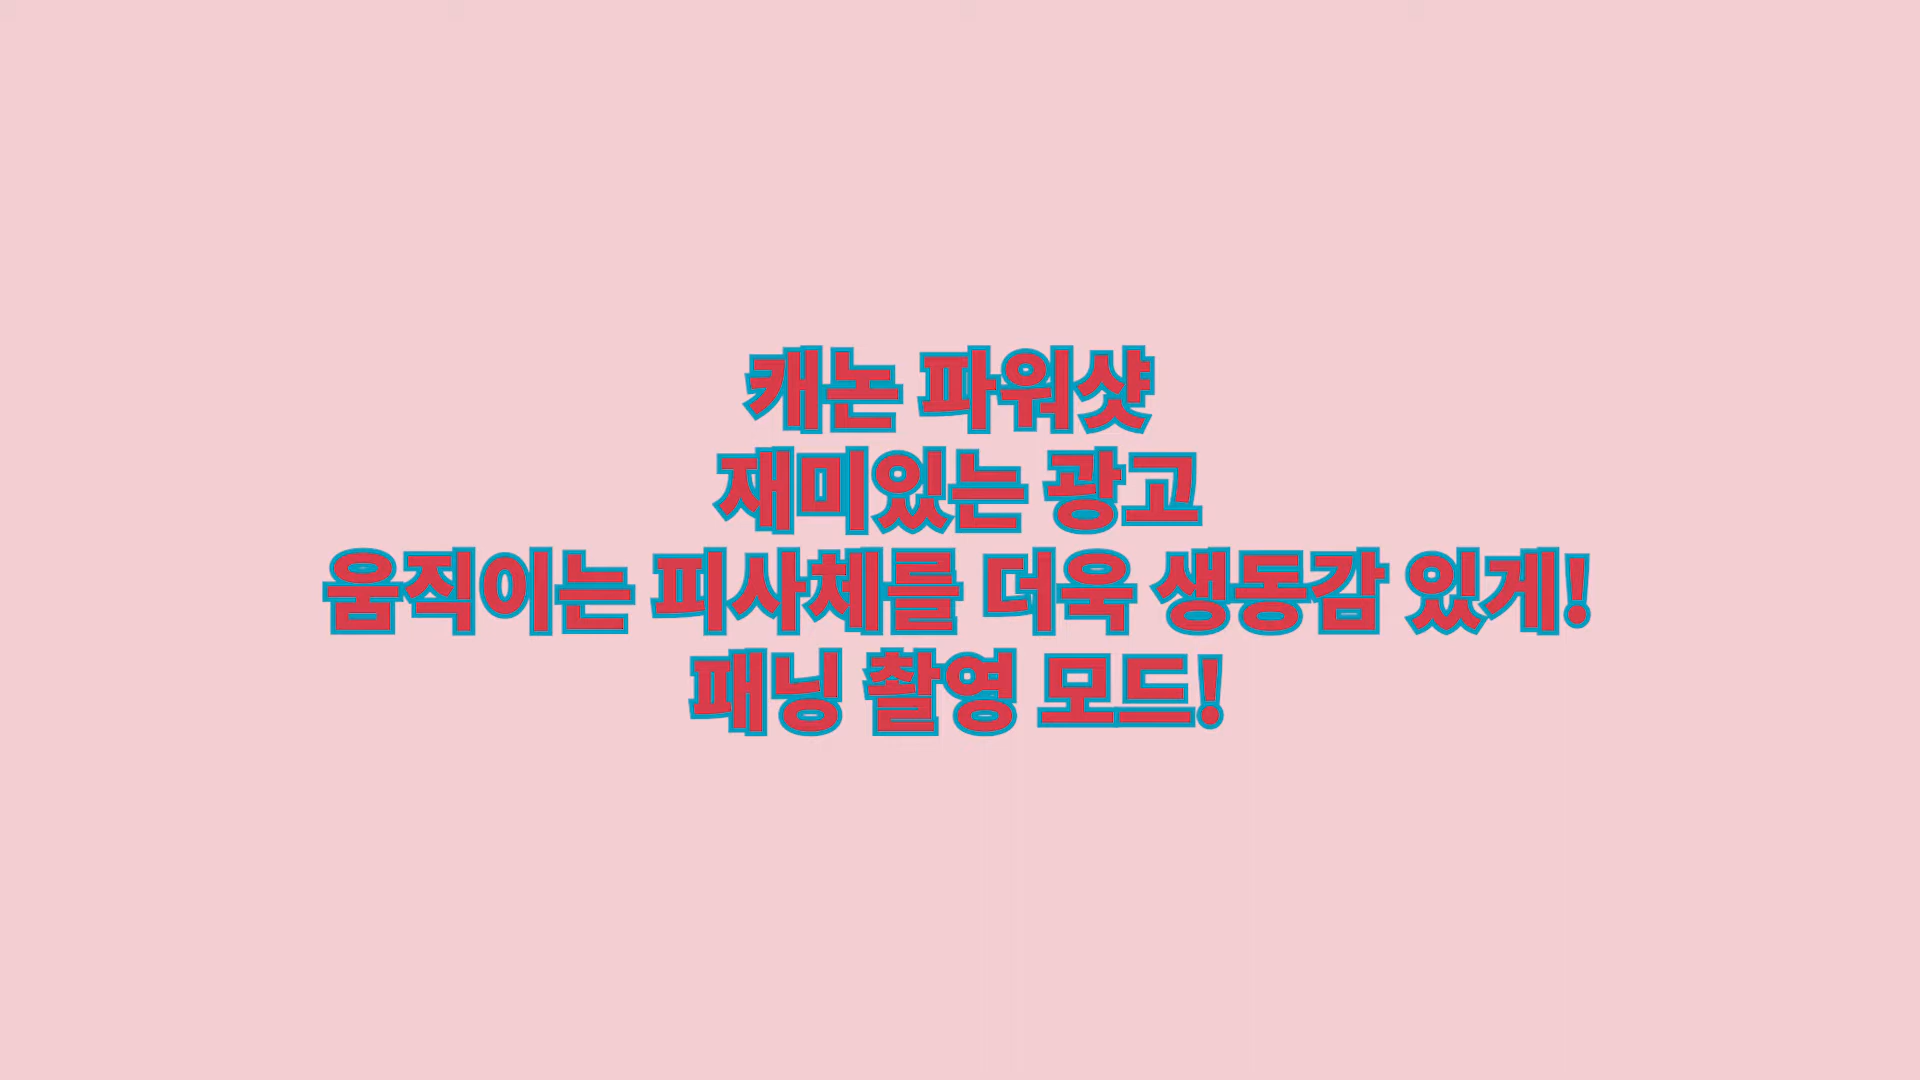 캐논 파워샷
재미있는 광고
움직이는 피사체를 더욱 생동감 있게!
패닝 촬영 모드!